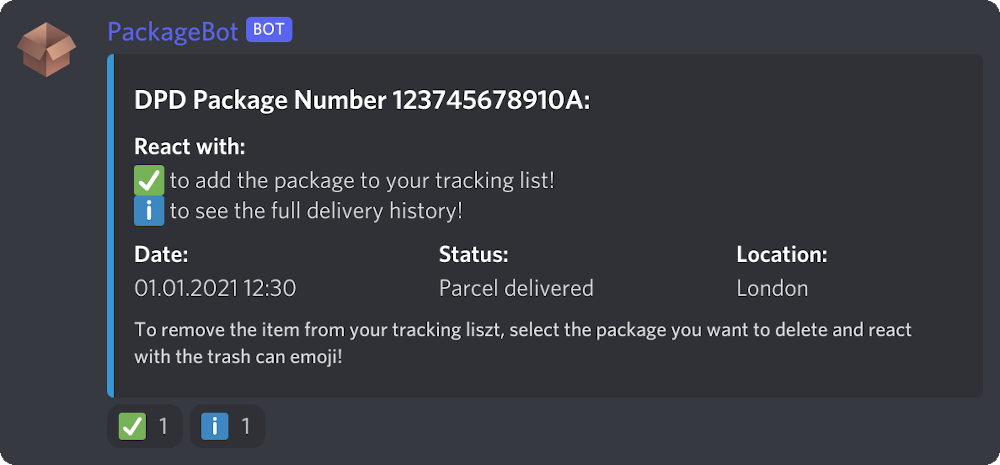 PackageBot BOT
DPD Package Number 123745678910A:
React with:
✅ to add the package to your tracking list!
ℹ️ to see the full delivery history!
Date: Status: Location:
01.01.2021 12:30 Parcel delivered London
To remove the item from your tracking liszt, select the package you want to delete and react
with the trash can emoji!
✅ 1 ℹ️ 1